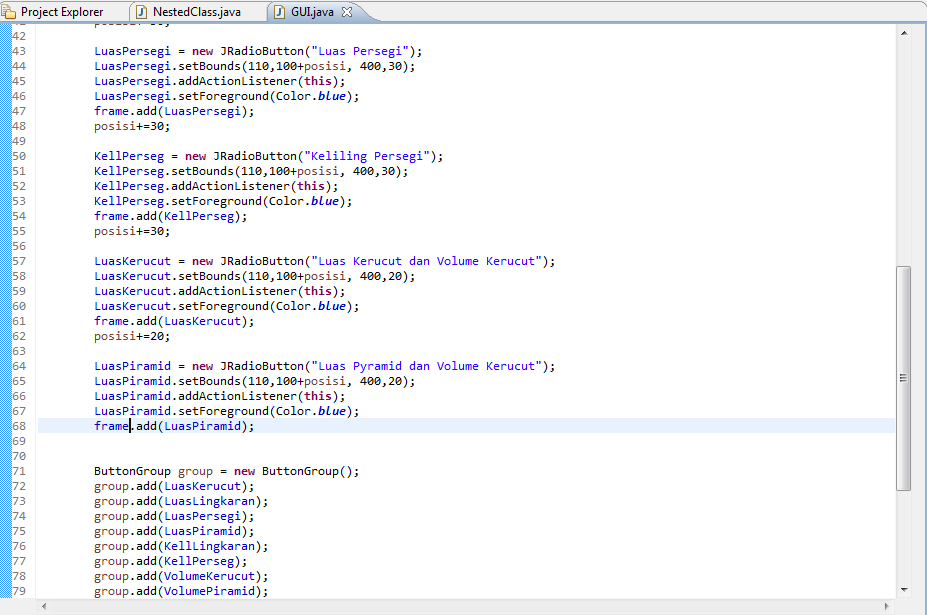 Project Explorer NestedClass.java GUI.java
42
43 LuasPersegi = new JRadioButton("Luas Persegi");
44 LuasPersegi.setBounds(110,100+posisi, 400,30);
45 LuasPersegi.addActionListener(this);
46 LuasPersegi.setForeground(Color.blue);
47 frame.add(LuasPersegi);
48 posisi+=30;
49
50 KellPerseg = new JRadioButton("Keliling Persegi");
51 KellPerseg.setBounds(110,100+posisi, 400,30);
52 KellPerseg.addActionListener(this);
53 KellPerseg.setForeground(Color.blue);
54 frame.add(KellPerseg);
55 posisi+=30;
56
57 LuasKerucut = new JRadioButton("Luas Kerucut dan Volume Kerucut");
58 LuasKerucut.setBounds(110,100+posisi, 400,20);
59 LuasKerucut.addActionListener(this);
60 LuasKerucut.setForeground(Color.blue);
61 frame.add(LuasKerucut);
62 posisi+=20;
63
64 LuasPiramid = new JRadioButton("Luas Pyramid dan Volume Kerucut");
65 LuasPiramid.setBounds(110,100+posisi, 400,20);
66 LuasPiramid.addActionListener(this);
67 LuasPiramid.setForeground(Color.blue);
68 frame.add(LuasPiramid);
69
70
71 ButtonGroup group = new ButtonGroup();
72 group.add(LuasKerucut);
73 group.add(LuasLingkaran);
74 group.add(LuasPersegi);
75 group.add(LuasPiramid);
76 group.add(KellLingkaran);
77 group.add(KellPerseg);
78 group.add(VolumeKerucut);
79 group.add(VolumePiramid);